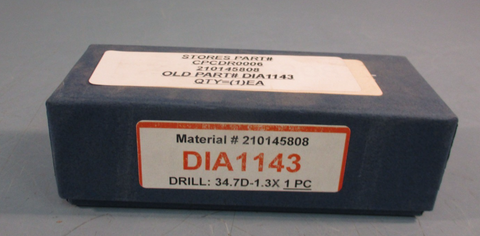 STORES PART#
CPCDR0006
210145808
OLD PART# DIA1143
QTY=(1)EA
Material # 210145808
DIA1143
DRILL: 34.7D-1.3X 1 PC